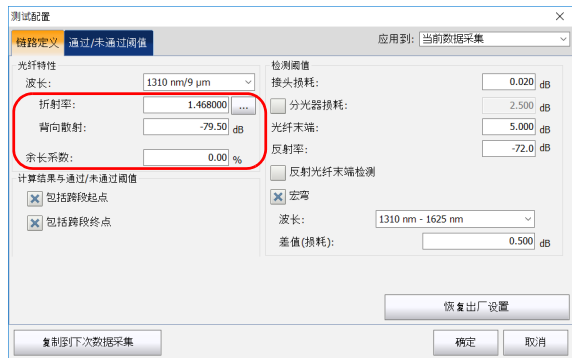 测试配置
链路定义 通过/未通过阈值
应用到: 当前数据采集
光纤特性
波长: 1310 nm/9 μm
折射率: 1.468000 ...
背向散射: -79.50 dB
余长系数: 0.00 %
计算结果与通过/未通过阈值
包括跨段起点
包括跨段终点
检测阈值
接头损耗: 0.020 dB
分光器损耗: 2.500 dB
光纤末端: 5.000 dB
反射率: -72.0 dB
反射光纤末端检测
宏弯
波长: 1310 nm - 1625 nm
差值(损耗): 0.500 dB
恢复出厂设置
复制到下次数据采集 确定 取消